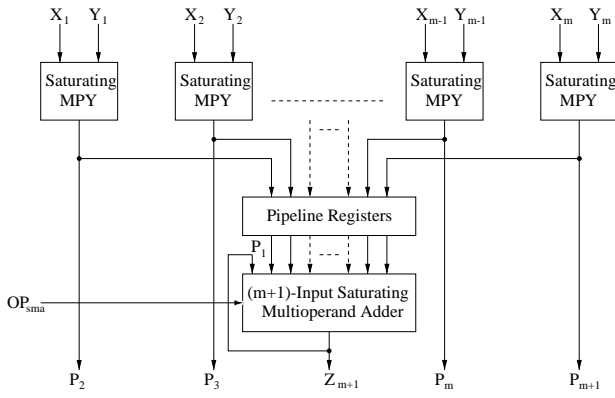 X1 Y1 X2 Y2 Xm-1 Ym-1 Xm Ym
Saturating
MPY
Saturating
MPY
Saturating
MPY
Saturating
MPY
Pipeline Registers
P1
(m+1)-Input Saturating
Multioperand Adder
OPsma
P2 P3 Zm+1 Pm Pm+1